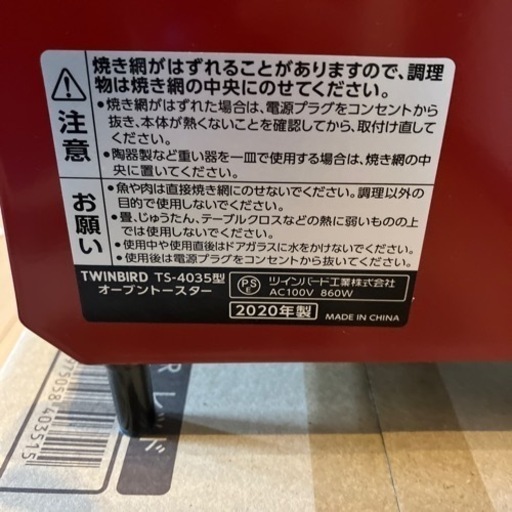 注意
焼き網がはずれることがありますので、調理
物は焼き網の中央にのせてください。
●焼き網がはずれた場合は、電源プラグをコンセントから
抜き、本体が熱くないことを確認してから、取付け直して
ください。
●陶器製など重い器を一皿で使用する場合は、焼き網の中
央に置いてください。
お願い
●魚や肉は直接焼き網にのせないでください。調理以外の
目的で使用しないでください。
●畳、じゅうたん、テーブルクロスなどの熱に弱いものの上
では使用しないでください。
●使用中や使用直後はドアガラスに水をかけないでください。
●使用後は電源プラグをコンセントから抜いてください。
TWINBIRD TS-4035型
オーブントースター
PSE
ツインバード工業株式会社
AC100V 860W
2020年製
MADE IN CHINA
R レッド
975058 403515